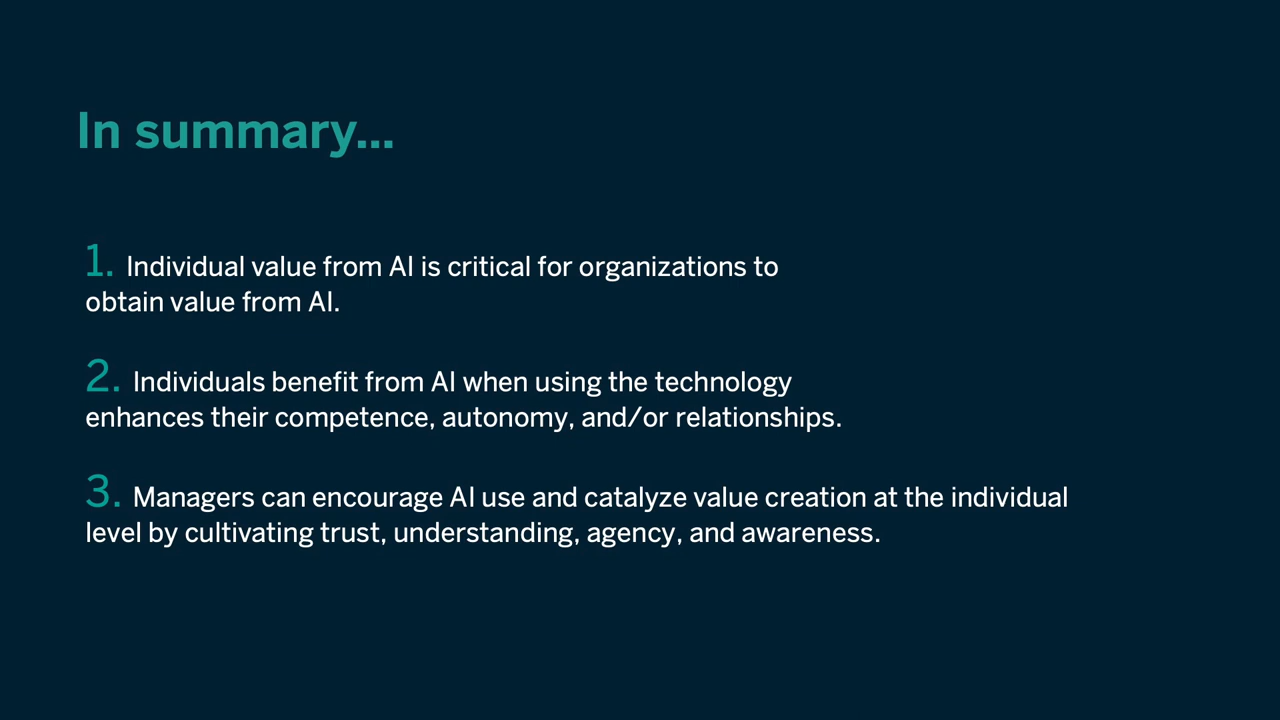 In summary...
1. Individual value from AI is critical for organizations to
obtain value from AI.
2. Individuals benefit from AI when using the technology
enhances their competence, autonomy, and/or relationships.
3. Managers can encourage AI use and catalyze value creation at the individual
level by cultivating trust, understanding, agency, and awareness.